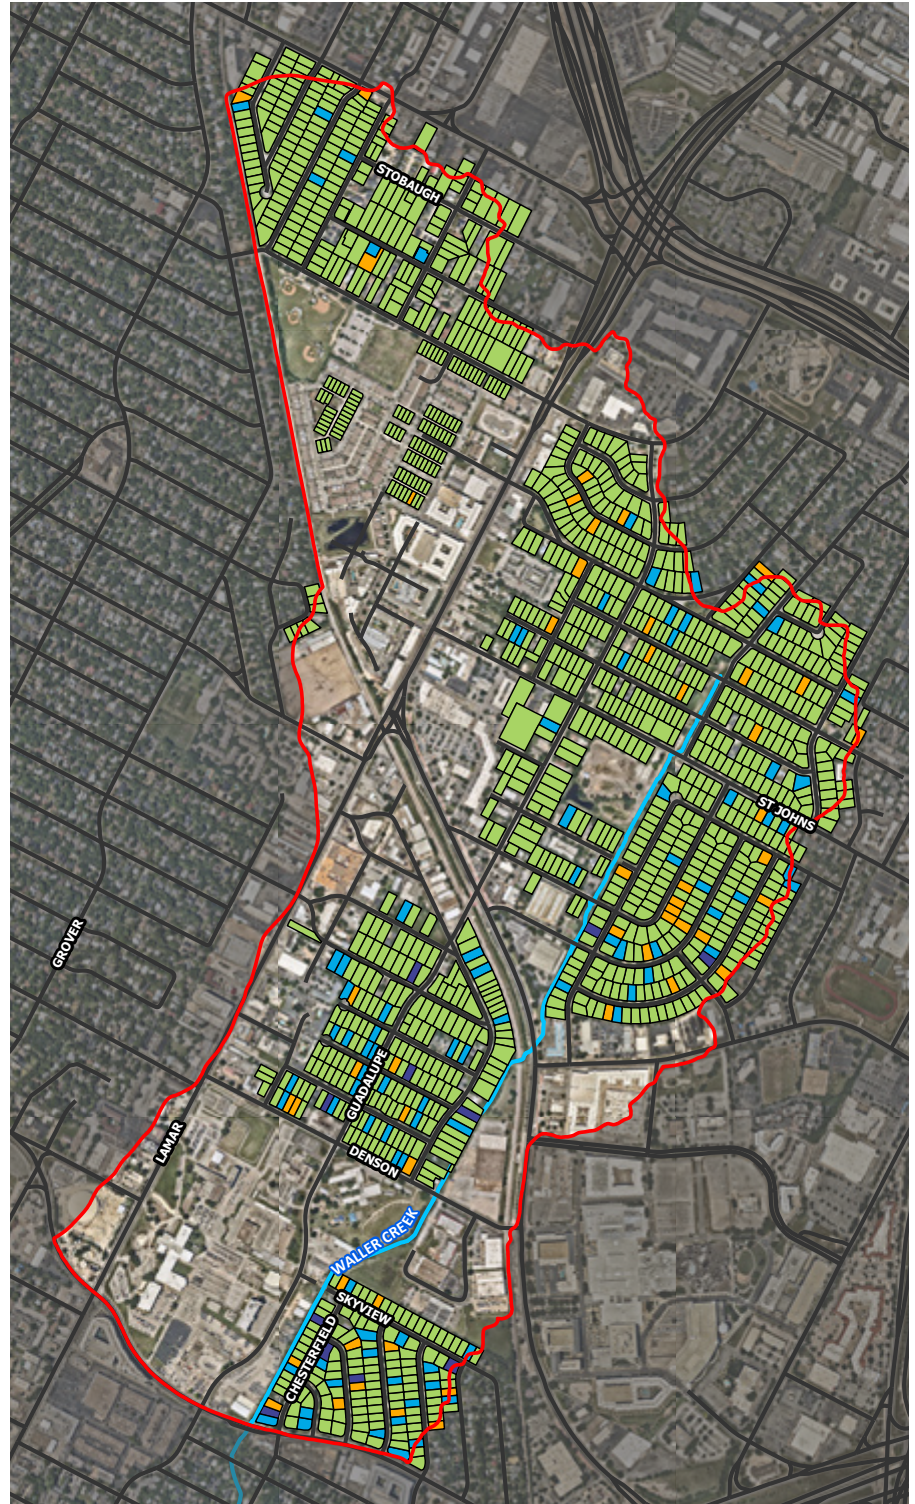 STOBAUGH
ST JOHNS
GROVER
GUADALUPE
LAMAR
DENSON
WALLER CREEK
SKYVIEW
CHESTERFIELD